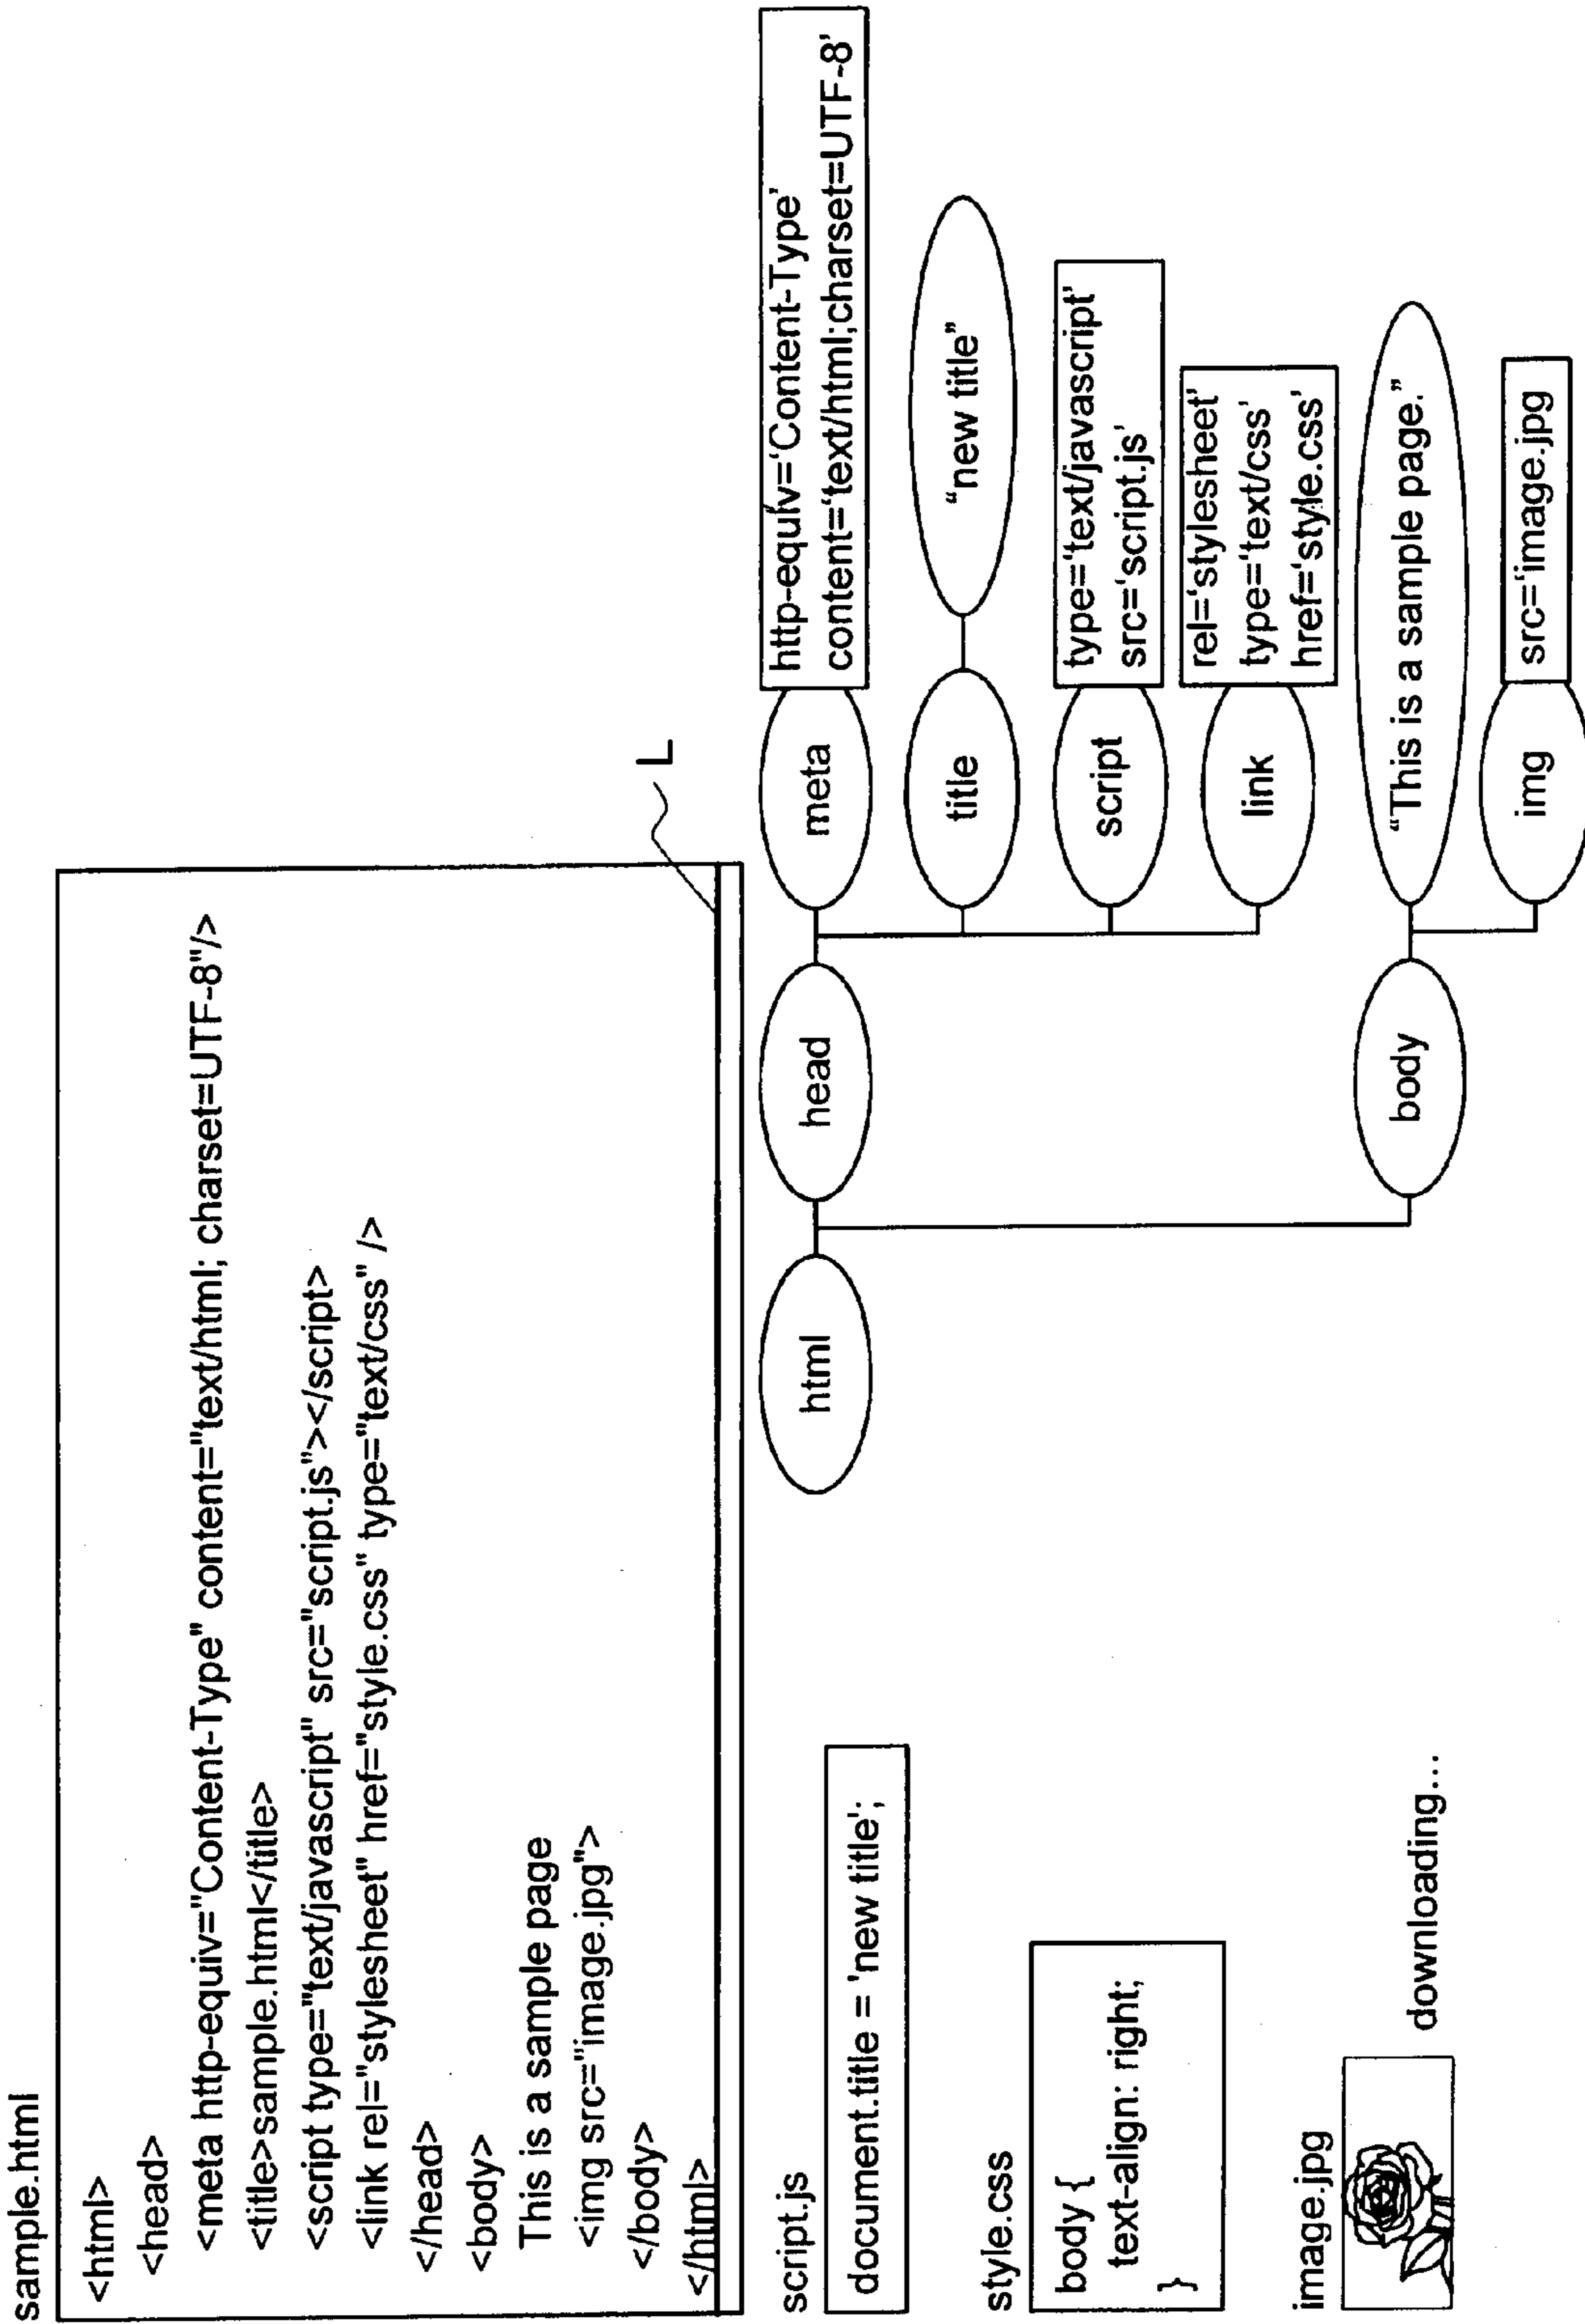 sample.html
<html>
<head>
<meta http-equiv="Content-Type" content="text/html; charset=UTF-8"/>
<title>sample.html</title>
<script type="text/javascript" src="script.js"></script>
<link rel="stylesheet" href="style.css" type="text/css" />
</head>
<body>
This is a sample page
<img src="image.jpg">
</body>
</html>
L
script.js
document.title = 'new title';
style.css
body {
text-align: right;
}
image.jpg
downloading...
html
head
meta
http-equiv=‘Content-Type’
content=‘text/html;charset=UTF-8’
title
“new title”
script
type=‘text/javascript’
src=‘script.js’
link
rel=‘stylesheet’
type=‘text/css’
href=‘style.css’
body
“This is a sample page.”
img
src=‘image.jpg